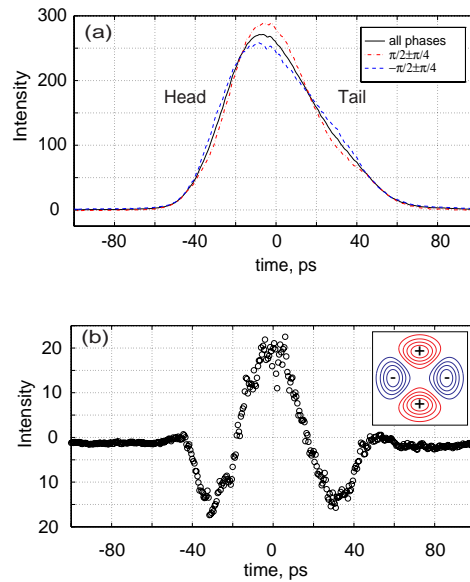 (a)
300
200
100
0
Intensity
Head
Tail
all phases
π/2±π/4
−π/2±π/4
-80
-40
0
40
80
time, ps
(b)
20
10
0
10
20
Intensity
+
-
-
+
-80
-40
0
40
80
time, ps